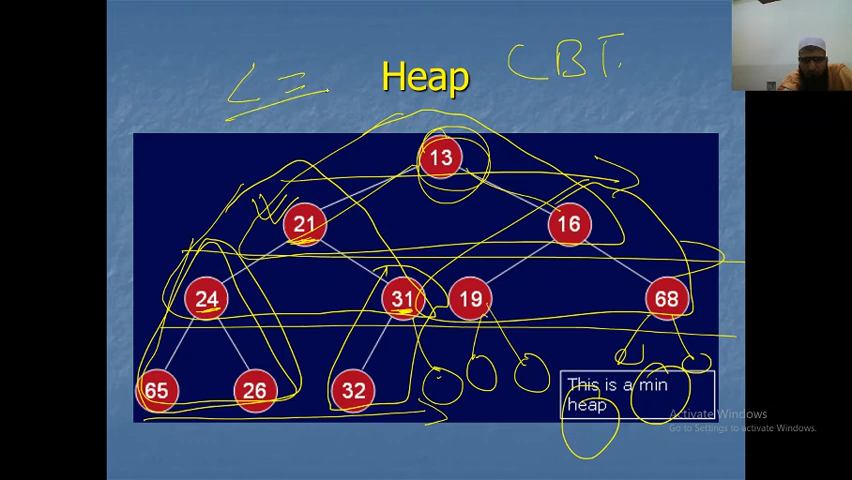 CBT.
< =
Heap
13
21 16
24 31 19 68
65 26 32
This is a min
heap
Activate Windows
Go to Settings to activate Windows.